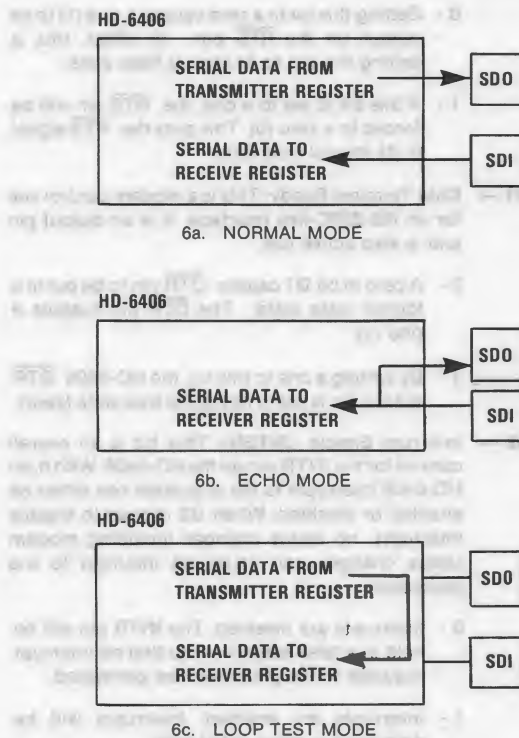 HD-6406
SERIAL DATA FROM
TRANSMITTER REGISTER
SDO
SERIAL DATA TO
RECEIVE REGISTER
SDI
6a. NORMAL MODE
HD-6406
SDO
SERIAL DATA TO
RECEIVER REGISTER
SDI
6b. ECHO MODE
HD-6406
SERIAL DATA FROM
TRANSMITTER REGISTER
SDO
SERIAL DATA TO
RECEIVER REGISTER
SDI
6c. LOOP TEST MODE